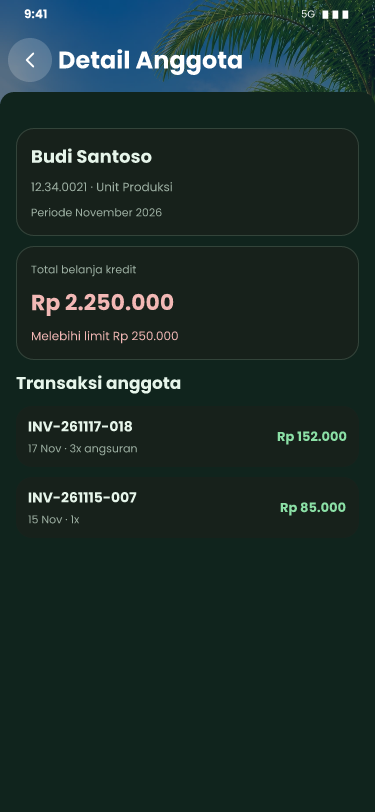 9:41
5G
Detail Anggota
Budi Santoso
12.34.0021 · Unit Produksi
Periode November 2026
Total belanja kredit
Rp 2.250.000
Melebihi limit Rp 250.000
Transaksi anggota
INV-261117-018
17 Nov · 3x angsuran
Rp 152.000
INV-261115-007
15 Nov · 1x
Rp 85.000